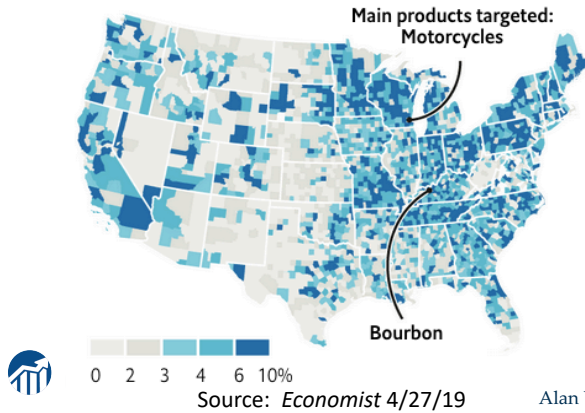 Main products targeted:
Motorcycles
Bourbon
0 2 3 4 6 10%
Source: Economist 4/27/19
Alan